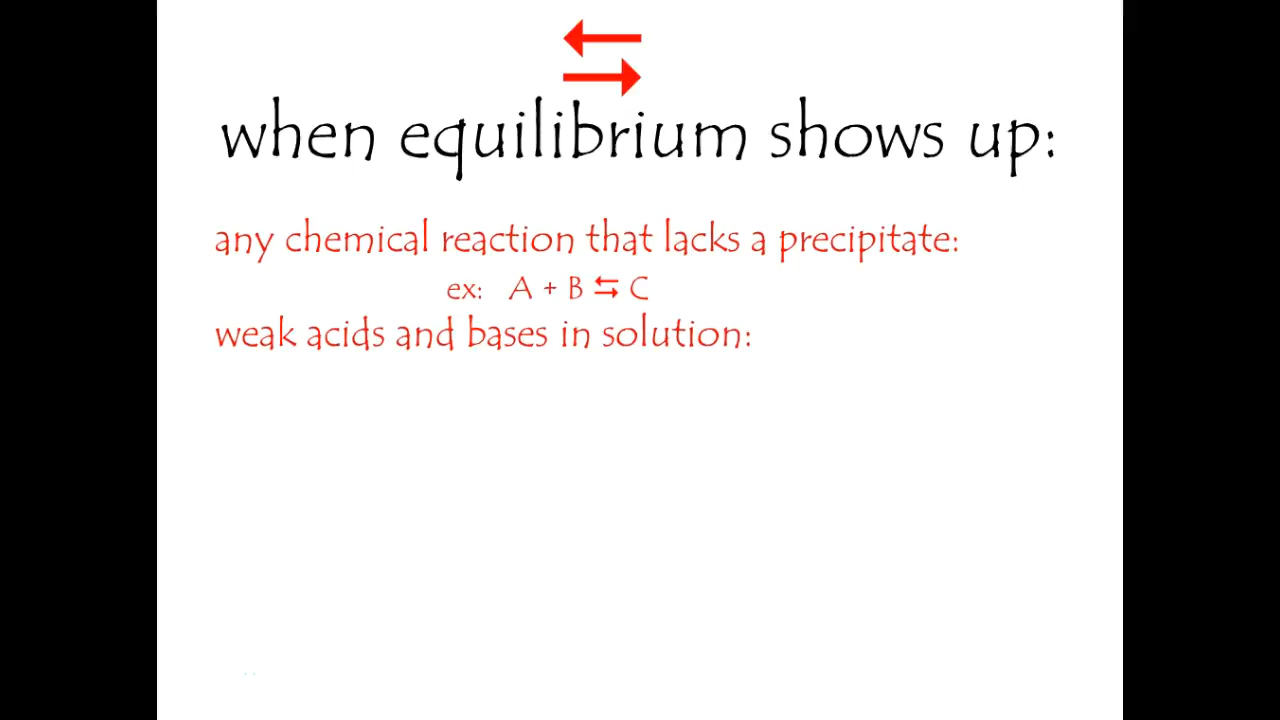 when equilibrium shows up:
any chemical reaction that lacks a precipitate:
ex: A + B ⇆ C
weak acids and bases in solution: